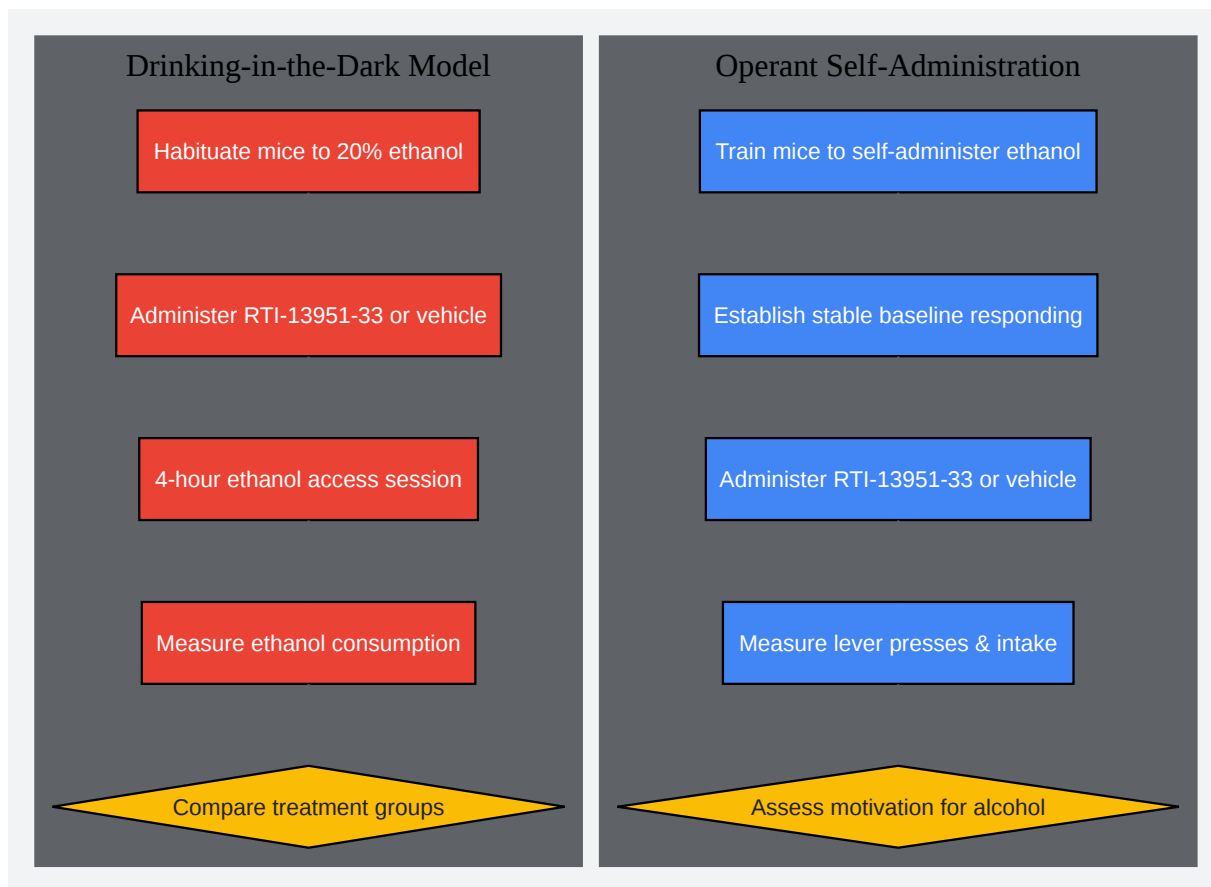 Drinking-in-the-Dark Model
Habituate mice to 20% ethanol
Administer RTI-13951-33 or vehicle
4-hour ethanol access session
Measure ethanol consumption
Compare treatment groups
Operant Self-Administration
Train mice to self-administer ethanol
Establish stable baseline responding
Administer RTI-13951-33 or vehicle
Measure lever presses & intake
Assess motivation for alcohol